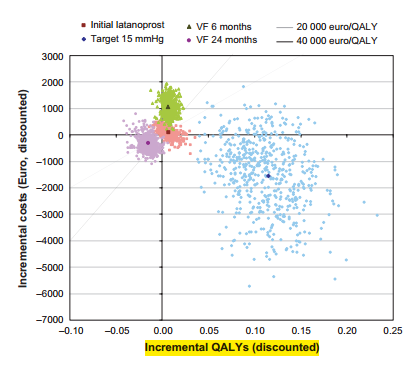 Initial latanoprost
VF 6 months
20 000 euro/QALY
Target 15 mmHg
VF 24 months
40 000 euro/QALY
Incremental costs (Euro, discounted)
3000
2000
1000
0
–1000
–2000
–3000
–4000
–5000
–6000
–7000
–0.10
–0.05
0.00
0.05
0.10
0.15
0.20
0.25
Incremental QALYs (discounted)